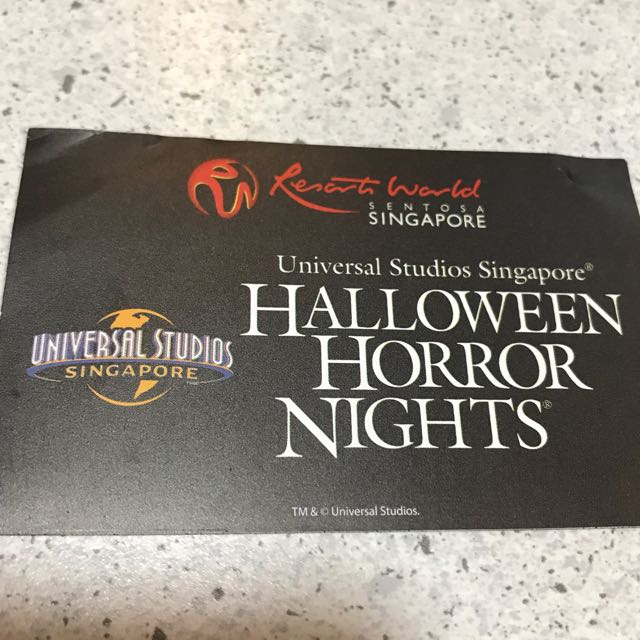 Resorts World
SENTOSA
SINGAPORE
Universal Studios Singapore®
HALLOWEEN
HORROR
NIGHTS®
UNIVERSAL STUDIOS
SINGAPORE
TM & © Universal Studios.